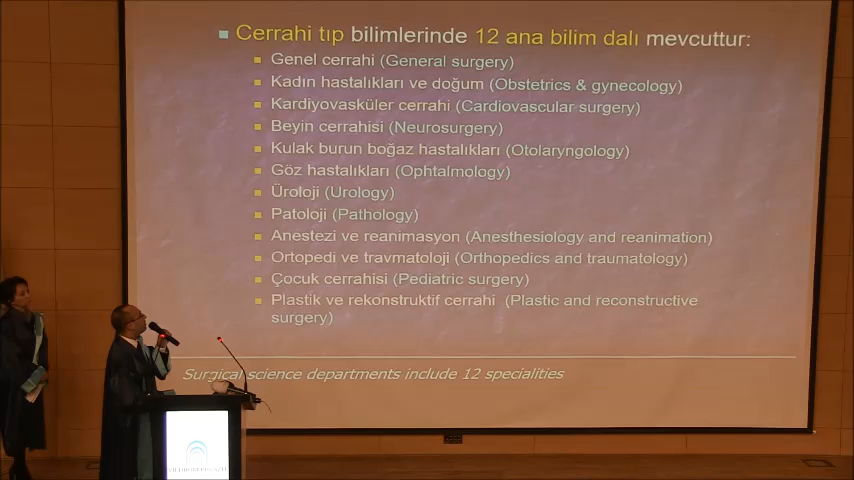 Cerrahi tıp bilimlerinde 12 ana bilim dalı mevcuttur:
Genel cerrahi (General surgery)
Kadın hastalıkları ve doğum (Obstetrics & gynecology)
Kardiyovasküler cerrahi (Cardiovascular surgery)
Beyin cerrahisi (Neurosurgery)
Kulak burun boğaz hastalıkları (Otolaryngology)
Göz hastalıkları (Ophtalmology)
Üroloji (Urology)
Patoloji (Pathology)
Anestezi ve reanimasyon (Anesthesiology and reanimation)
Ortopedi ve travmatoloji (Orthopedics and traumatology)
Çocuk cerrahisi (Pediatric surgery)
Plastik ve rekonstruktif cerrahi (Plastic and reconstructive
surgery)
Surgical science departments include 12 specialities